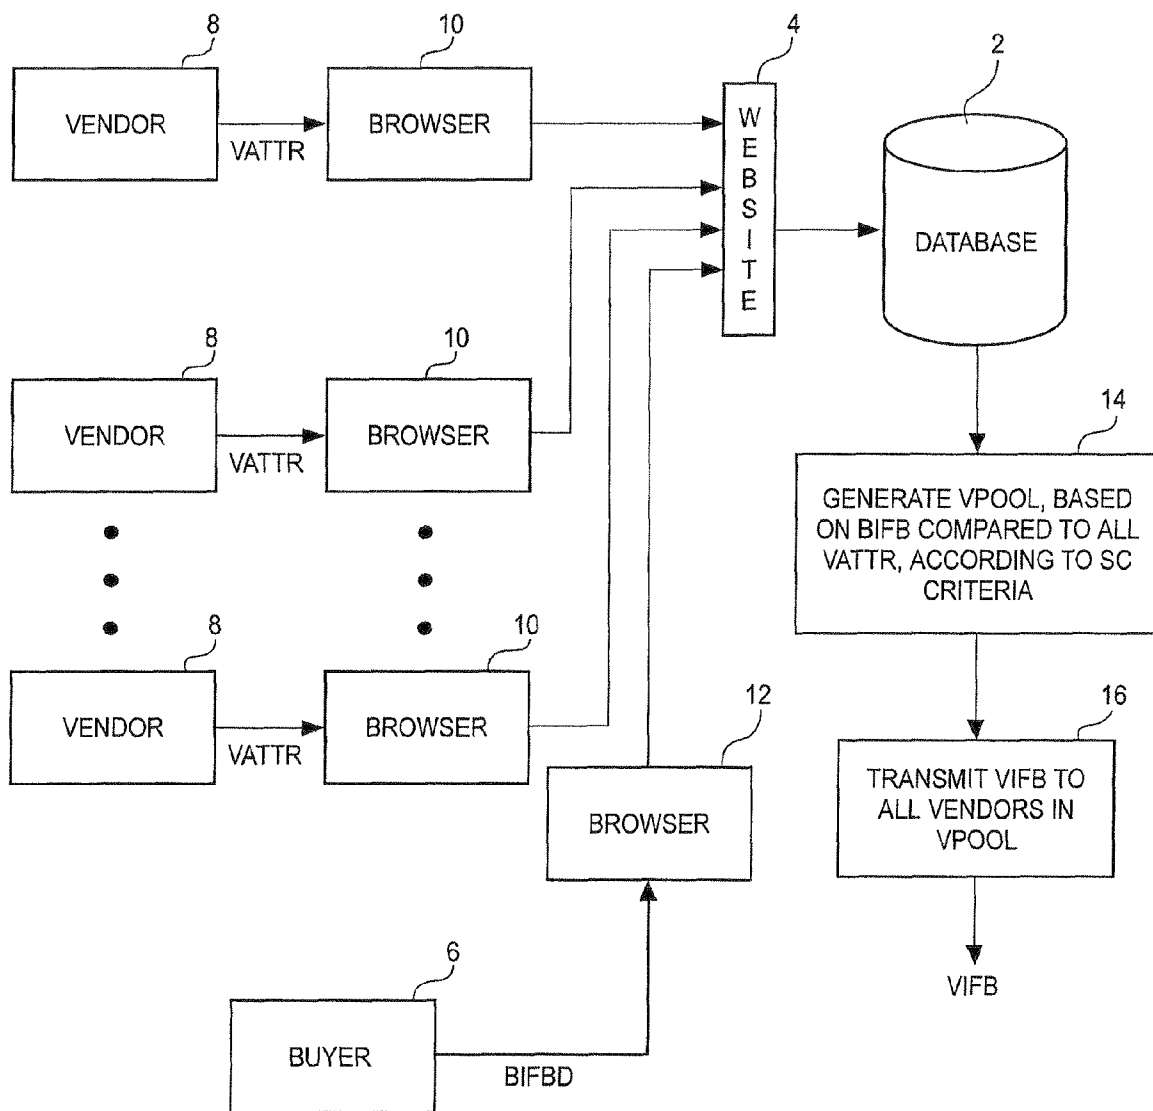 8
10
4
2
VENDOR
VATTR
BROWSER
WEBSITE
DATABASE
8
10
VENDOR
VATTR
BROWSER
14
GENERATE VPOOL, BASED
ON BIFB COMPARED TO ALL
VATTR, ACCORDING TO SC
CRITERIA
8
10
VENDOR
VATTR
BROWSER
12
BROWSER
16
TRANSMIT VIFB TO
ALL VENDORS IN
VPOOL
VIFB
6
BUYER
BIFBD